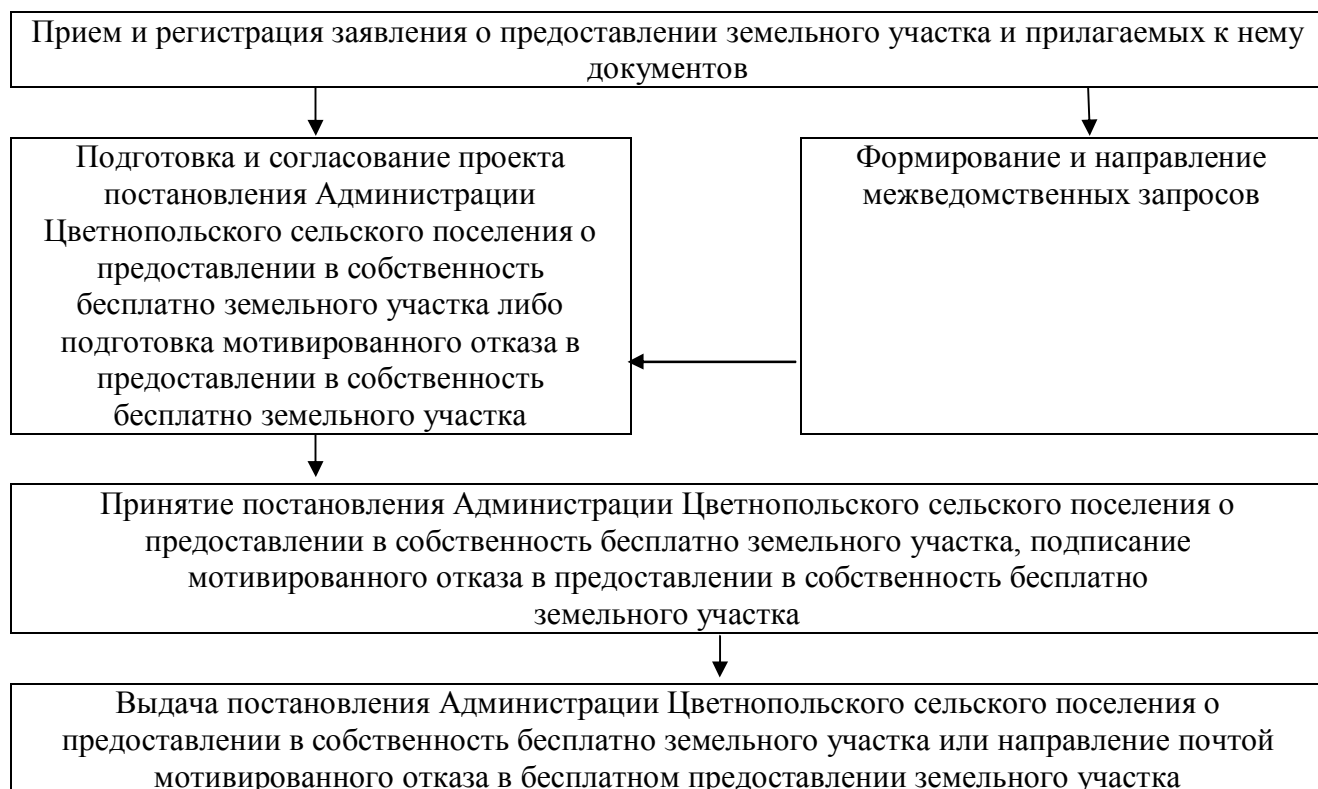 Прием и регистрация заявления о предоставлении земельного участка и прилагаемых к нему
документов
Подготовка и согласование проекта
постановления Администрации
Цветнопольского сельского поселения о
предоставлении в собственность
бесплатно земельного участка либо
подготовка мотивированного отказа в
предоставлении в собственность
бесплатно земельного участка
Формирование и направление
межведомственных запросов
Принятие постановления Администрации Цветнопольского сельского поселения о
предоставлении в собственность бесплатно земельного участка, подписание
мотивированного отказа в предоставлении в собственность бесплатно
земельного участка
Выдача постановления Администрации Цветнопольского сельского поселения о
предоставлении в собственность бесплатно земельного участка или направление почтой
мотивированного отказа в бесплатном предоставлении земельного участка